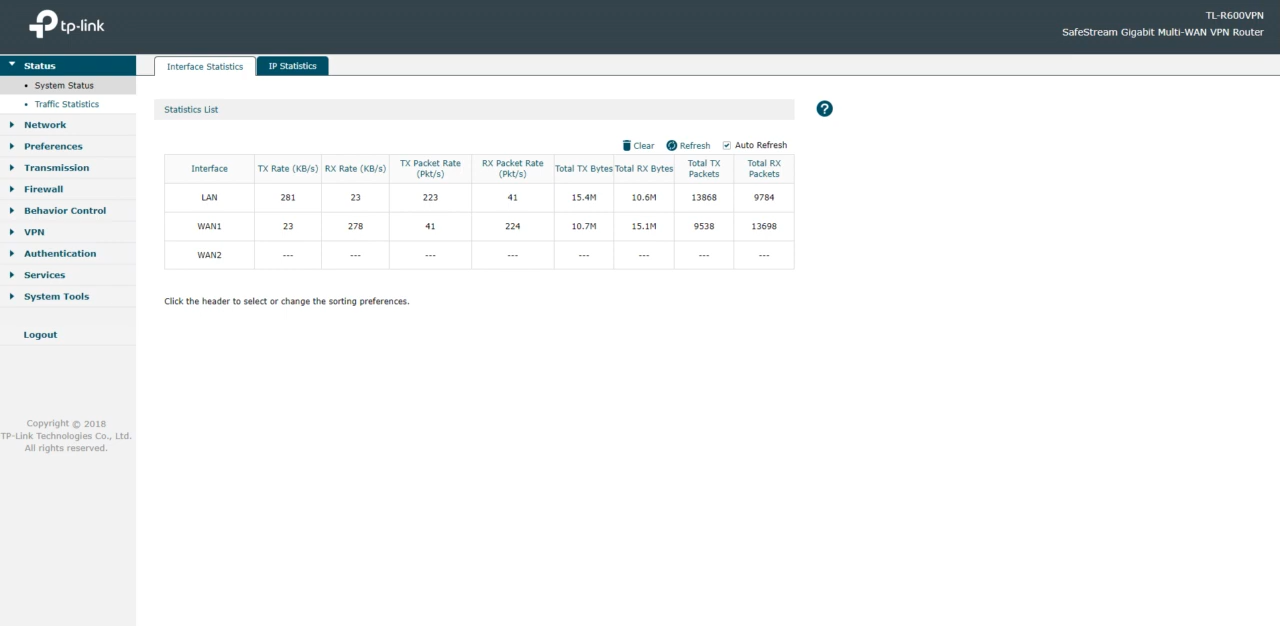 tp-link
TL-R600VPN
SafeStream Gigabit Multi-WAN VPN Router
Status
System Status
Traffic Statistics
Network
Preferences
Transmission
Firewall
Behavior Control
VPN
Authentication
Services
System Tools
Logout
Copyright © 2018
TP-Link Technologies Co., Ltd.
All rights reserved.
Interface Statistics IP Statistics
Statistics List
?
Clear Refresh Auto Refresh
Interface TX Rate (KB/s) RX Rate (KB/s) TX Packet Rate (Pkt/s) RX Packet Rate (Pkt/s) Total TX Bytes Total RX Bytes Total TX Packets Total RX Packets
LAN 281 23 223 41 15.4M 10.6M 13868 9784
WAN1 23 278 41 224 10.7M 15.1M 9538 13698
WAN2 --- --- --- --- --- --- --- ---
Click the header to select or change the sorting preferences.